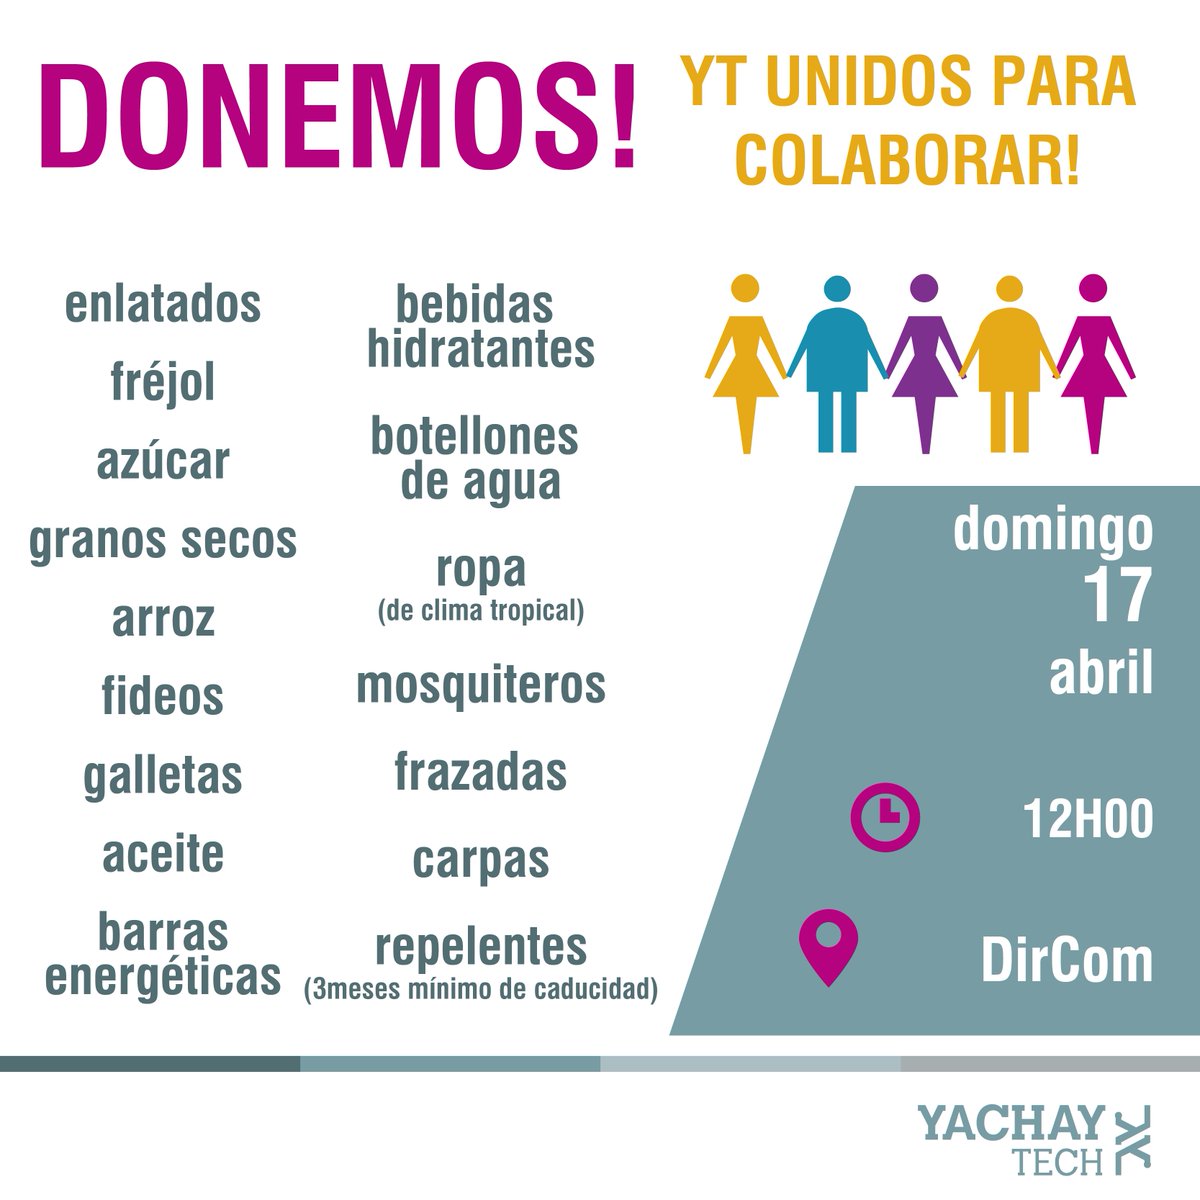 DONEMOS!
YT UNIDOS PARA
COLABORAR!
enlatados
fréjol
azúcar
granos secos
arroz
fideos
galletas
aceite
barras
energéticas
bebidas
hidratantes
botellones
de agua
ropa
(de clima tropical)
mosquiteros
frazadas
carpas
repelentes
(3meses mínimo de caducidad)
domingo
17
abril
12H00
DirCom
YACHAY
TECH